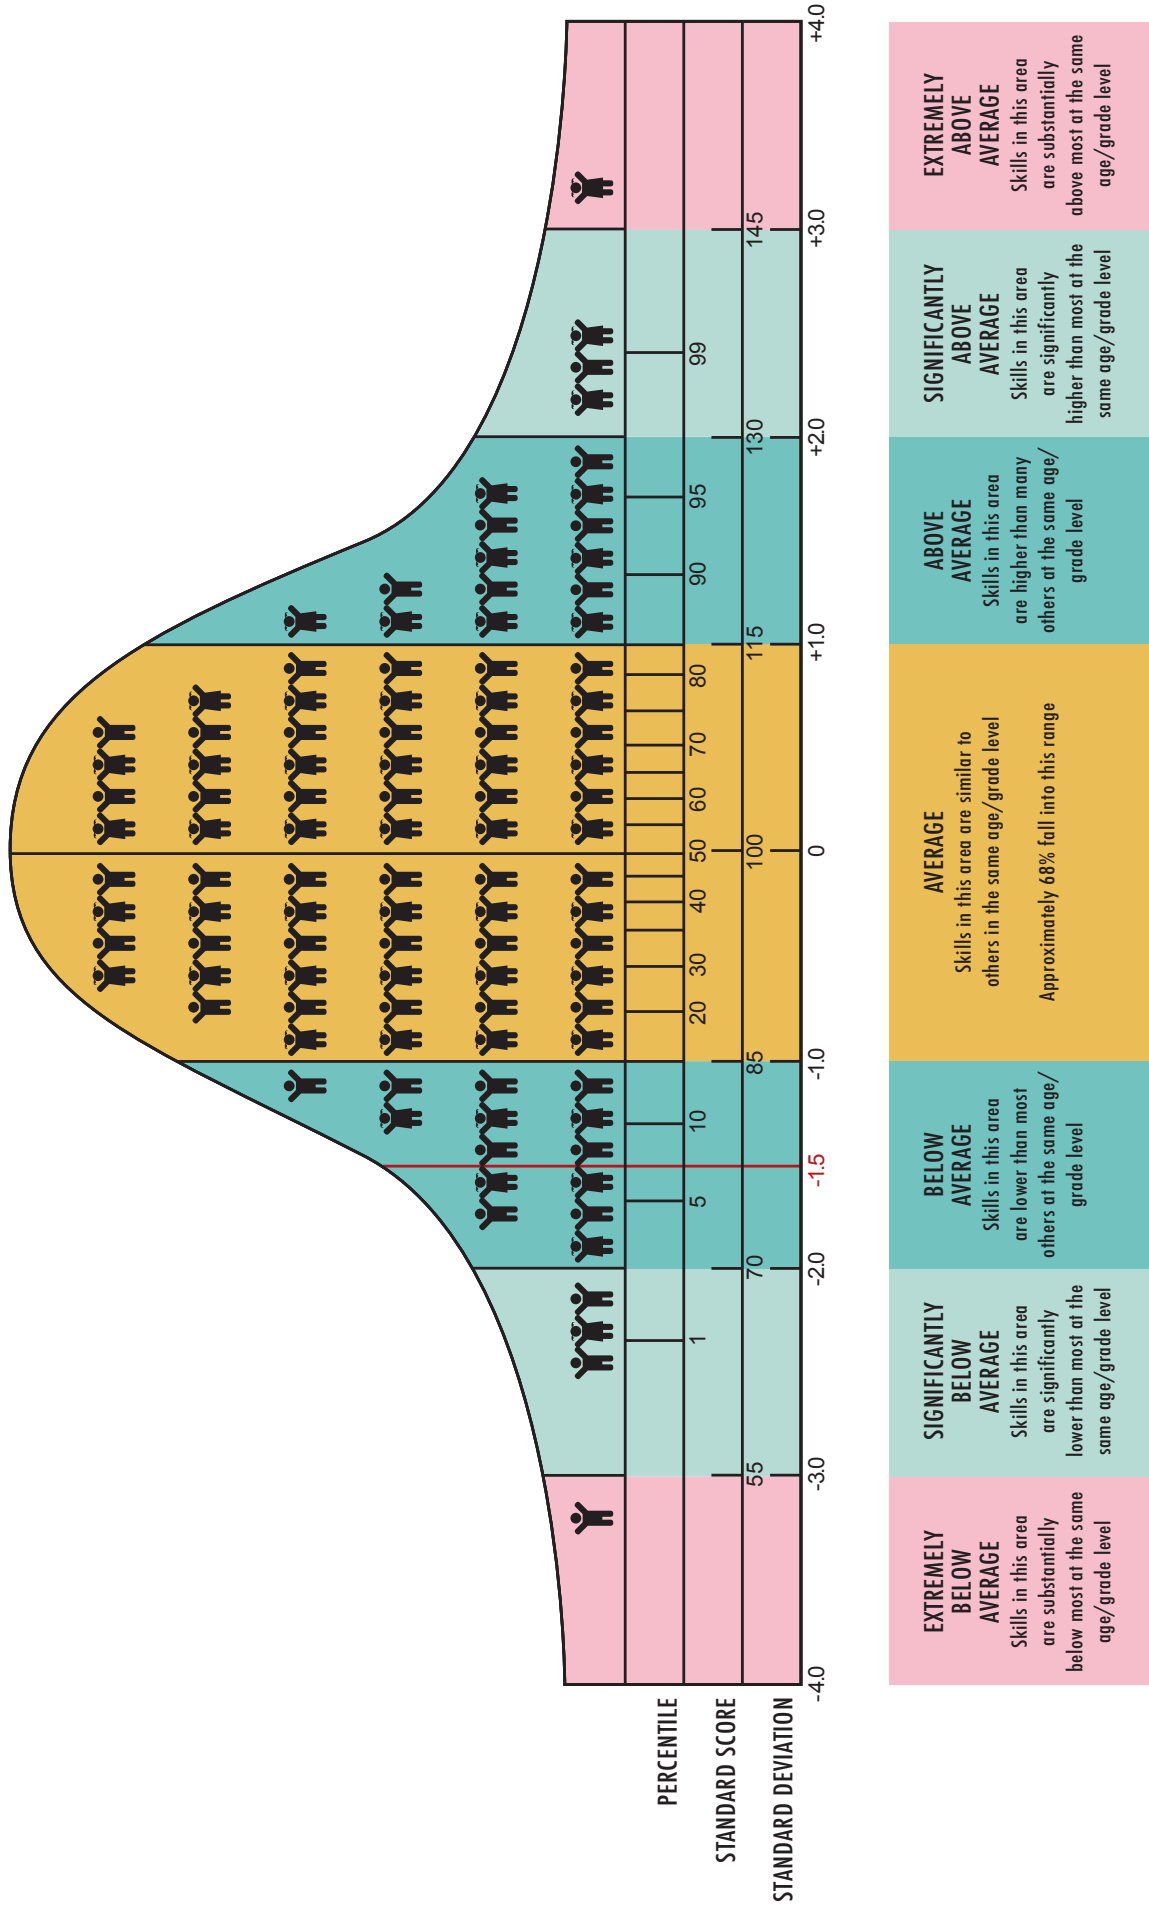 PERCENTILE
1
5
10
20
30
40
50
60
70
80
90
95
99
STANDARD SCORE
55
70
85
100
115
130
145
STANDARD DEVIATION
-4.0
-3.0
-2.0
-1.5
-1.0
0
+1.0
+2.0
+3.0
+4.0
EXTREMELY
BELOW
AVERAGE
Skills in this area
are substantially
below most at the same
age/grade level
SIGNIFICANTLY
BELOW
AVERAGE
Skills in this area
are significantly
lower than most at the
same age/grade level
BELOW
AVERAGE
Skills in this area
are lower than most
others at the same age/
grade level
AVERAGE
Skills in this area are similar to
others in the same age/grade level
Approximately 68% fall into this range
ABOVE
AVERAGE
Skills in this area
are higher than many
others at the same age/
grade level
SIGNIFICANTLY
ABOVE
AVERAGE
Skills in this area
are significantly
higher than most at the
same age/grade level
EXTREMELY
ABOVE
AVERAGE
Skills in this area
are substantially
above most at the same
age/grade level